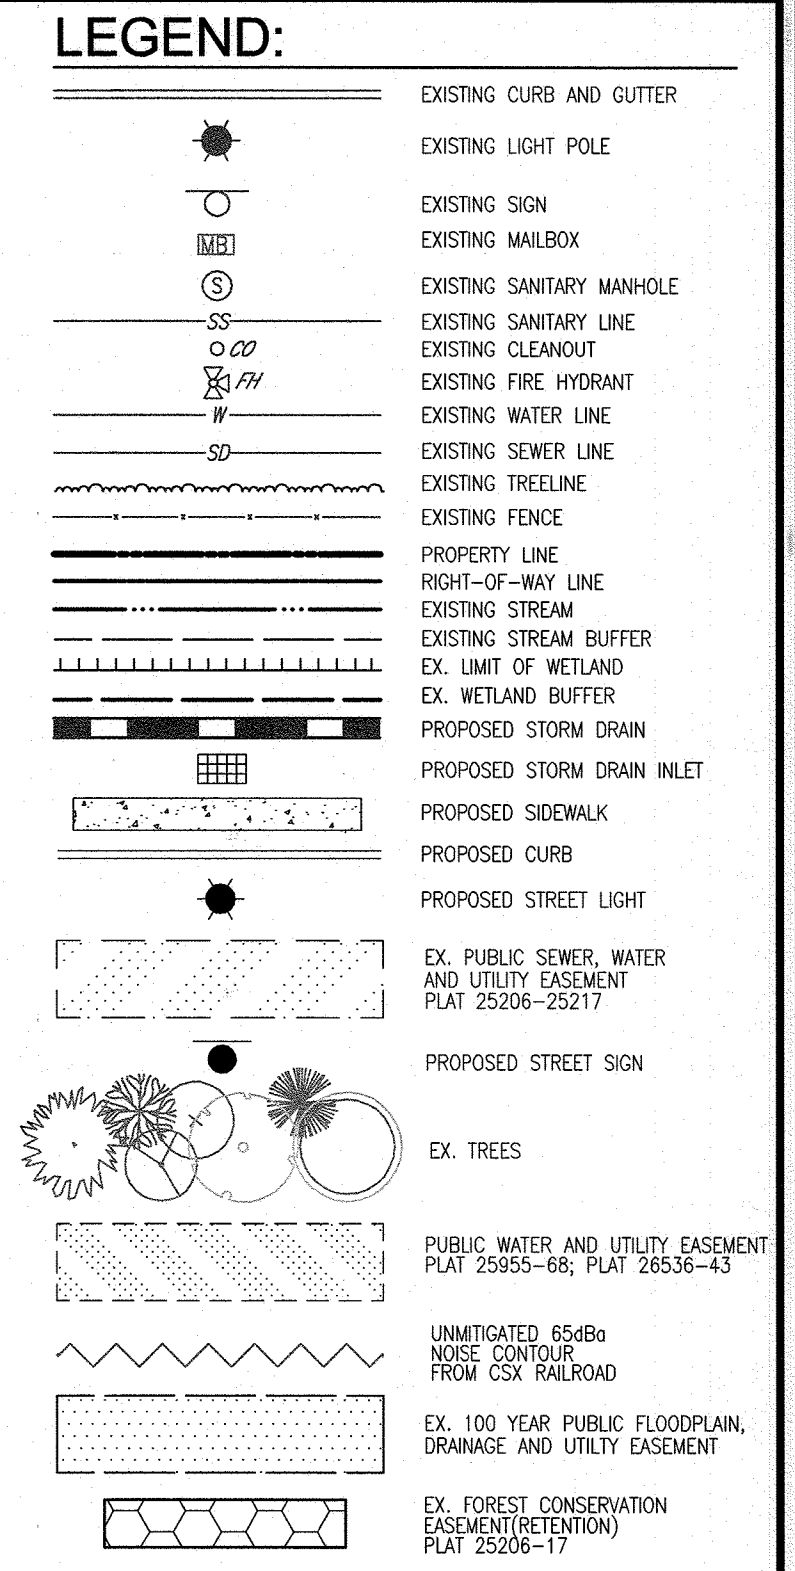 LEGEND:
EXISTING CURB AND GUTTER
EXISTING LIGHT POLE
EXISTING SIGN
MB EXISTING MAILBOX
S EXISTING SANITARY MANHOLE
SS EXISTING SANITARY LINE
CO EXISTING CLEANOUT
FH EXISTING FIRE HYDRANT
W EXISTING WATER LINE
SD EXISTING SEWER LINE
EXISTING TREELINE
EXISTING FENCE
PROPERTY LINE
RIGHT-OF-WAY LINE
EXISTING STREAM
EXISTING STREAM BUFFER
EX. LIMIT OF WETLAND
EX. WETLAND BUFFER
PROPOSED STORM DRAIN
PROPOSED STORM DRAIN INLET
PROPOSED SIDEWALK
PROPOSED CURB
PROPOSED STREET LIGHT
EX. PUBLIC SEWER, WATER
AND UTILITY EASEMENT
PLAT 25206-25217
PROPOSED STREET SIGN
EX. TREES
PUBLIC WATER AND UTILITY EASEMENT
PLAT 25955-68; PLAT 26536-43
UNMITIGATED 65dBa
NOISE CONTOUR
FROM CSX RAILROAD
EX. 100 YEAR PUBLIC FLOODPLAIN,
DRAINAGE AND UTILTY EASEMENT
EX. FOREST CONSERVATION
EASEMENT(RETENTION)
PLAT 25206-17